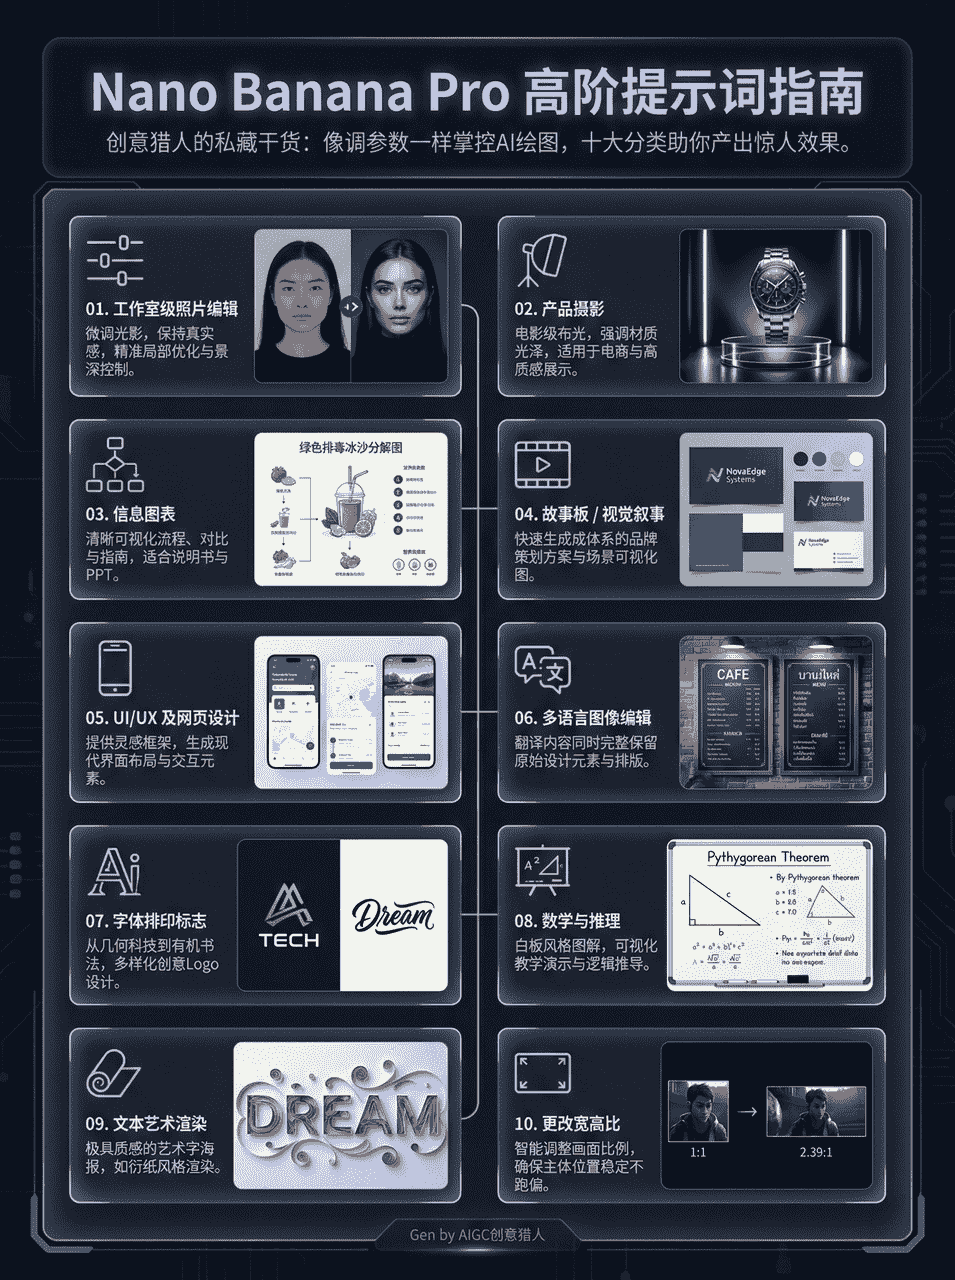 Nano Banana Pro 高阶提示词指南
创意猎人的私藏干货：像调参数一样掌控AI绘图，十大分类助你产出惊人效果。
01. 工作室级照片编辑
微调光影，保持真实
感，精准局部优化与景
深控制。
02. 产品摄影
电影级布光，强调材质
光泽，适用于电商与高
质感展示。
03. 信息图表
清晰可视化流程、对比
与指南，适合说明书与
PPT。
绿色排毒冰沙分解图
04. 故事板 / 视觉叙事
快速生成成体系的品牌
策划方案与场景可视化
图。
NovaEdge
Systems
NovaEdge
Systems
NovaEdge
Systems
05. UI/UX 及网页设计
提供灵感框架，生成现
代界面布局与交互元
素。
06. 多语言图像编辑
翻译内容同时完整保留
原始设计元素与排版。
A 文
CAFE
MENU
07. 字体排印标志
从几何科技到有机书
法，多样化创意Logo
设计。
Ai
TECH
Dream
08. 数学与推理
白板风格图解，可视化
教学演示与逻辑推导。
A²
Pythygorean Theorem
• By Pythygorean theorem
a
c
b
a
b
09. 文本艺术渲染
极具质感的艺术字海
报，如衍纸风格渲染。
DREAM
10. 更改宽高比
智能调整画面比例，
确保主体位置稳定不
跑偏。
1:1
2.39:1
Gen by AIGC创意猎人